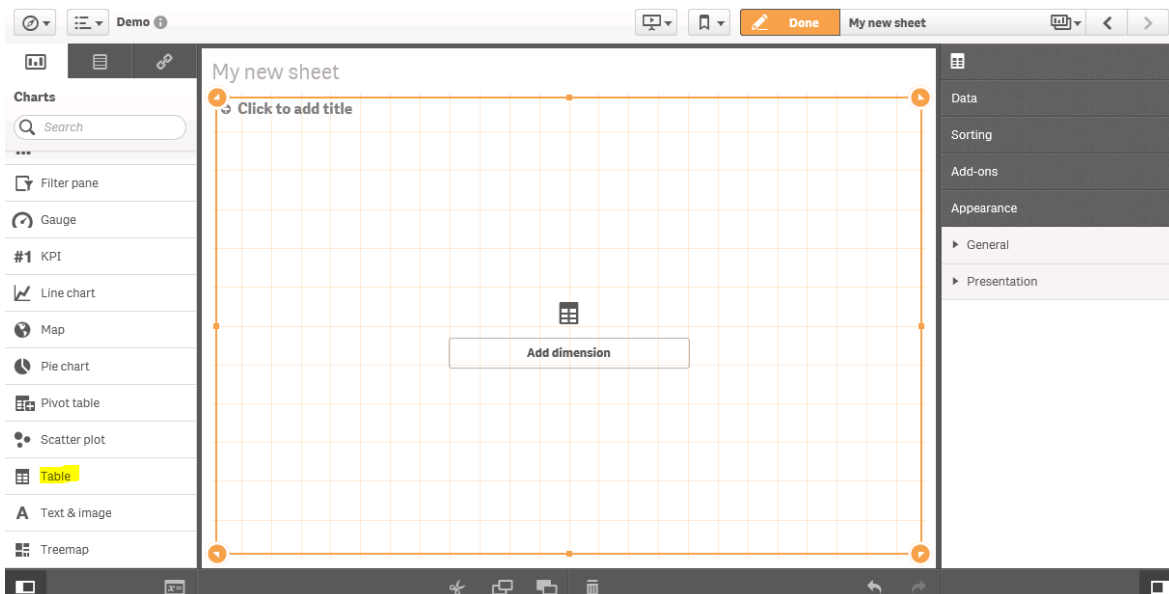 Demo
Done
My new sheet
My new sheet
Charts
Search
Filter pane
Gauge
#1 KPI
Line chart
Map
Pie chart
Pivot table
Scatter plot
Table
A Text & image
Treemap
x=
Click to add title
Add dimension
Data
Sorting
Add-ons
Appearance
General
Presentation